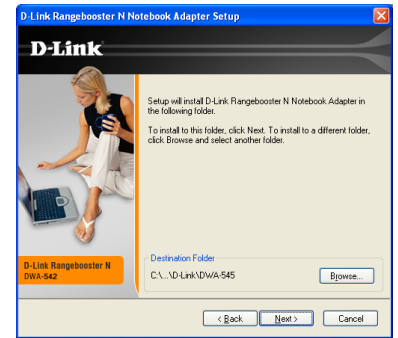 D-Link Rangebooster N Notebook Adapter Setup
D-Link
Setup will install D-Link Rangebooster N Notebook Adapter in
the following folder.
To install to this folder, click Next. To install to a different folder,
click Browse and select another folder.
D-Link Rangebooster N
DWA-542
Destination Folder
C:\...\D-Link\DWA-545
Browse...
< Back
Next >
Cancel